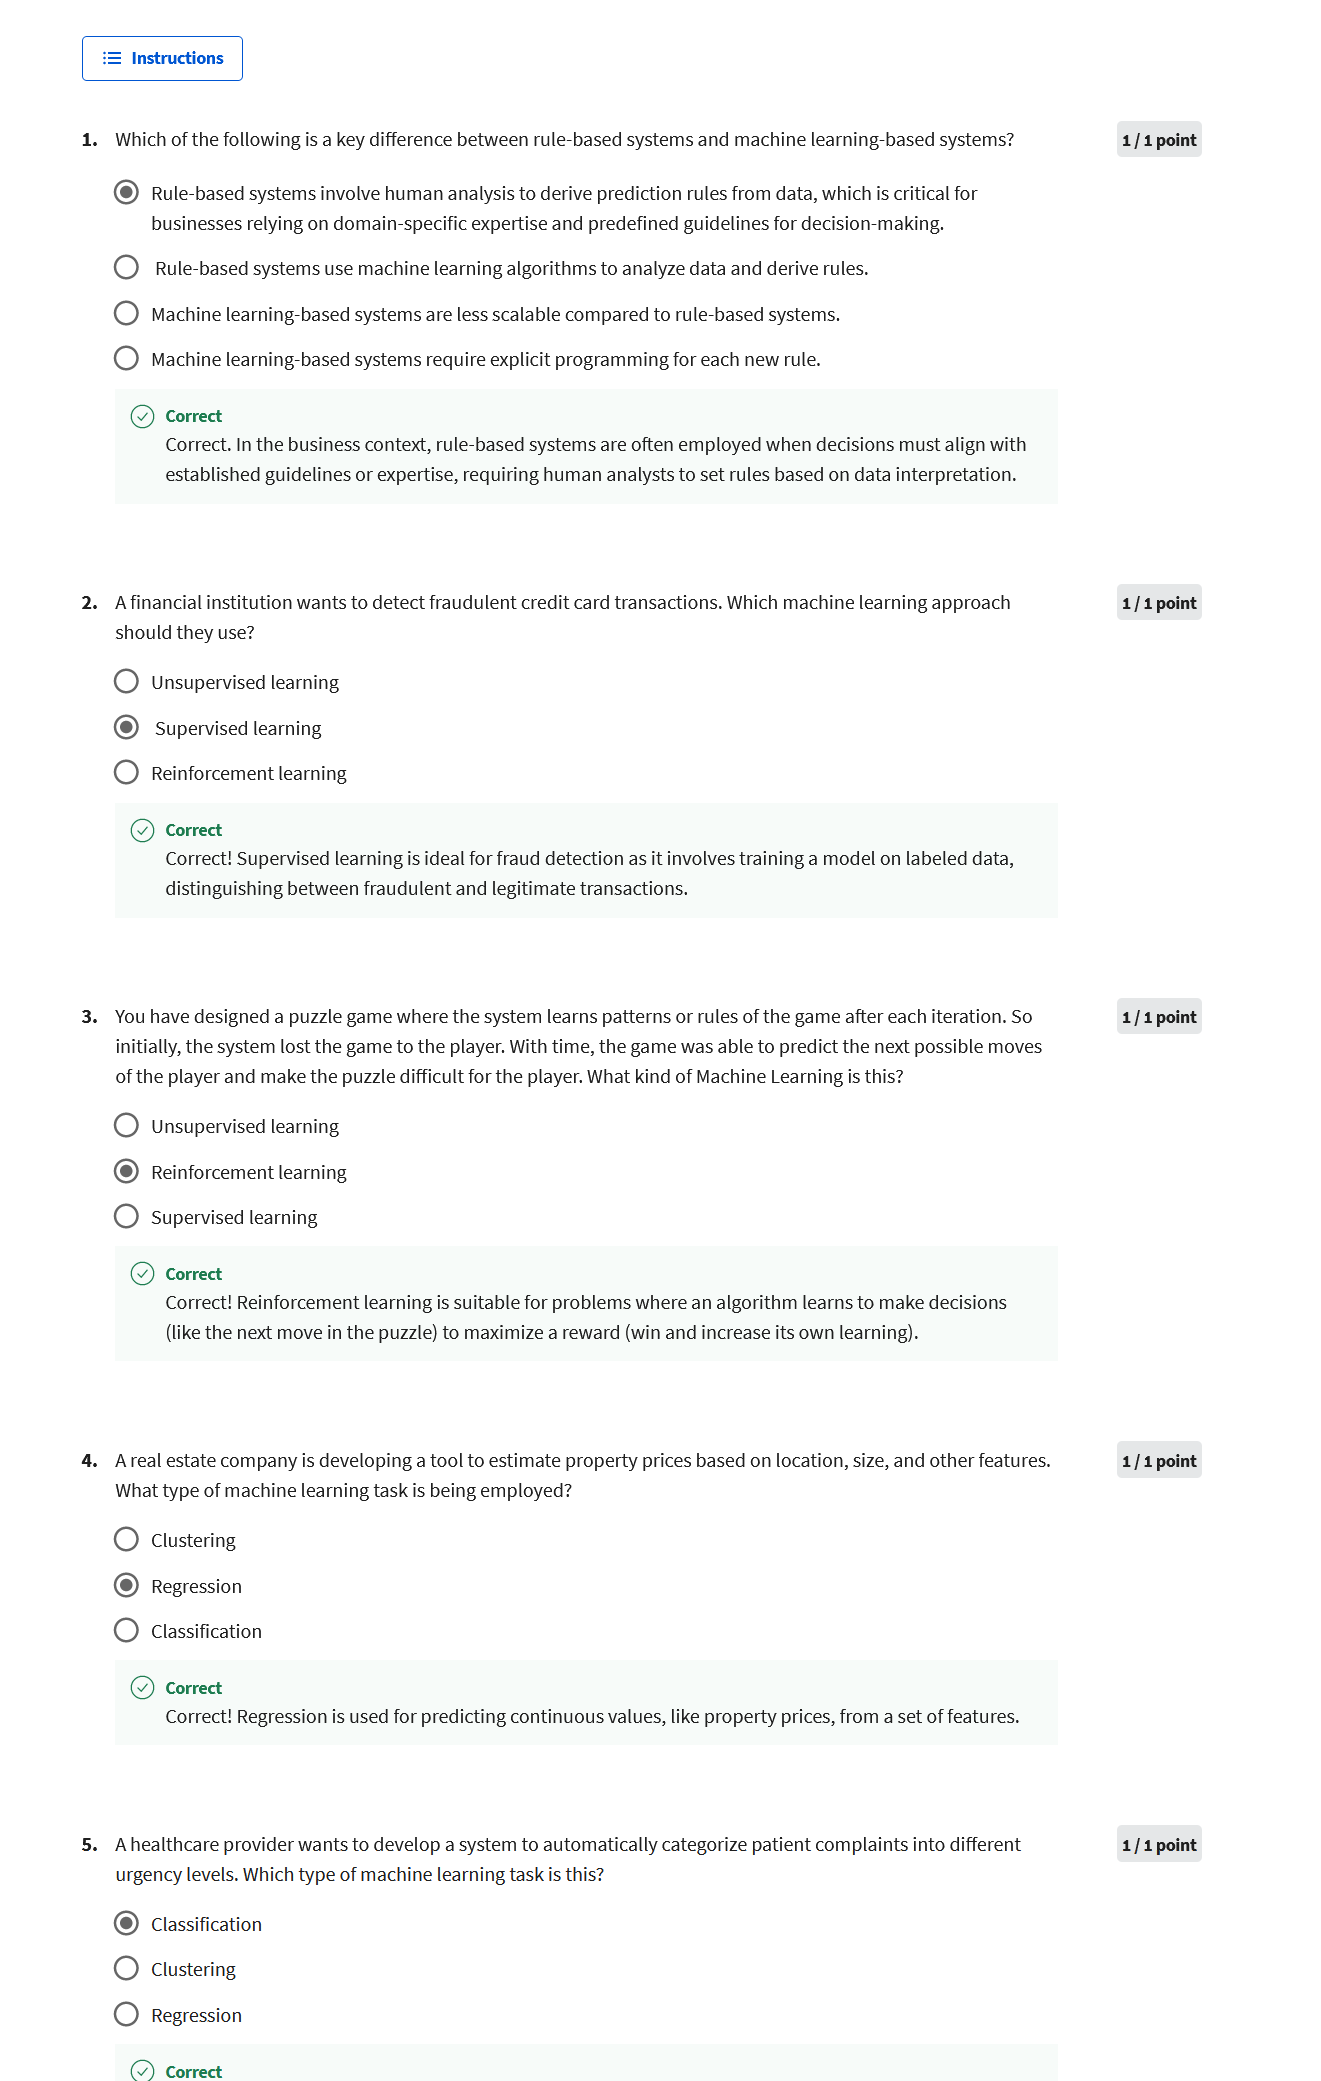 Instructions
1. Which of the following is a key difference between rule-based systems and machine learning-based systems?
1 / 1 point
Rule-based systems involve human analysis to derive prediction rules from data, which is critical for
businesses relying on domain-specific expertise and predefined guidelines for decision-making.
Rule-based systems use machine learning algorithms to analyze data and derive rules.
Machine learning-based systems are less scalable compared to rule-based systems.
Machine learning-based systems require explicit programming for each new rule.
Correct
Correct. In the business context, rule-based systems are often employed when decisions must align with
established guidelines or expertise, requiring human analysts to set rules based on data interpretation.
2. A financial institution wants to detect fraudulent credit card transactions. Which machine learning approach
should they use?
1 / 1 point
Unsupervised learning
Supervised learning
Reinforcement learning
Correct
Correct! Supervised learning is ideal for fraud detection as it involves training a model on labeled data,
distinguishing between fraudulent and legitimate transactions.
3. You have designed a puzzle game where the system learns patterns or rules of the game after each iteration. So
initially, the system lost the game to the player. With time, the game was able to predict the next possible moves
of the player and make the puzzle difficult for the player. What kind of Machine Learning is this?
1 / 1 point
Unsupervised learning
Reinforcement learning
Supervised learning
Correct
Correct! Reinforcement learning is suitable for problems where an algorithm learns to make decisions
(like the next move in the puzzle) to maximize a reward (win and increase its own learning).
4. A real estate company is developing a tool to estimate property prices based on location, size, and other features.
What type of machine learning task is being employed?
1 / 1 point
Clustering
Regression
Classification
Correct
Correct! Regression is used for predicting continuous values, like property prices, from a set of features.
5. A healthcare provider wants to develop a system to automatically categorize patient complaints into different
urgency levels. Which type of machine learning task is this?
1 / 1 point
Classification
Clustering
Regression
Correct